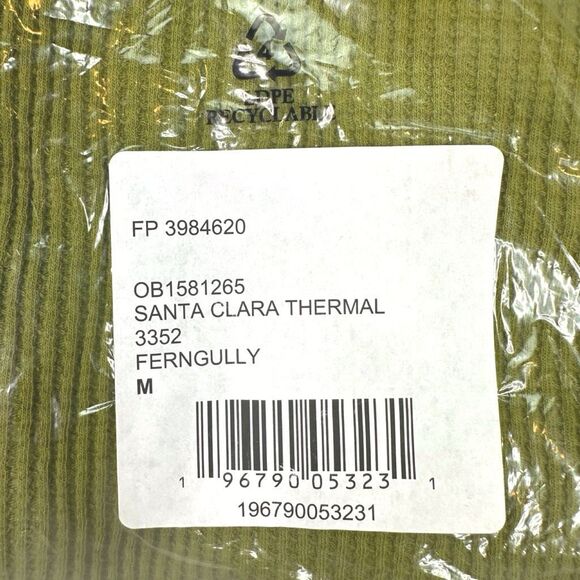 4
LDPE
RECYCLABLE
FP 3984620
OB1581265
SANTA CLARA THERMAL
3352
FERNGULLY
M
1 96790 05323 1
196790053231